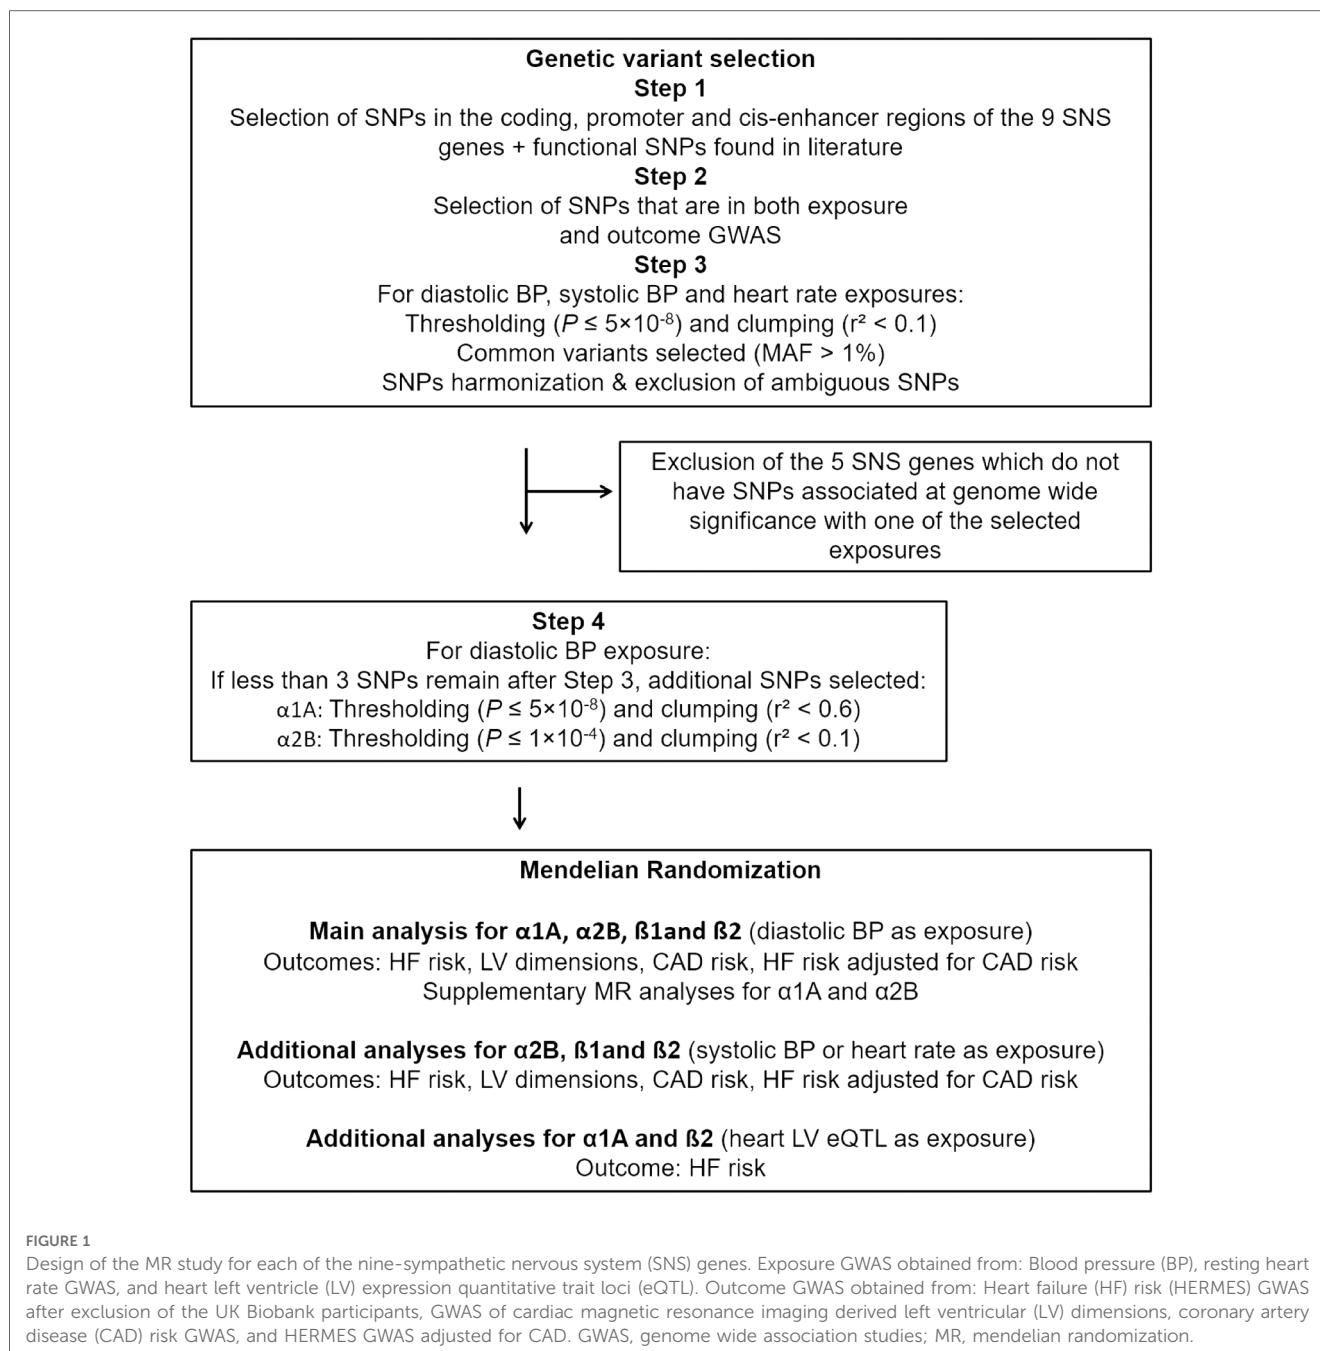 Genetic variant selection
Step 1
Selection of SNPs in the coding, promoter and cis-enhancer regions of the 9 SNS
genes + functional SNPs found in literature
Step 2
Selection of SNPs that are in both exposure
and outcome GWAS
Step 3
For diastolic BP, systolic BP and heart rate exposures:
Thresholding (P ≤ 5×10⁻⁸) and clumping (r² < 0.1)
Common variants selected (MAF > 1%)
SNPs harmonization & exclusion of ambiguous SNPs
Exclusion of the 5 SNS genes which do not
have SNPs associated at genome wide
significance with one of the selected
exposures
Step 4
For diastolic BP exposure:
If less than 3 SNPs remain after Step 3, additional SNPs selected:
α1A: Thresholding (P ≤ 5×10⁻⁸) and clumping (r² < 0.6)
α2B: Thresholding (P ≤ 1×10⁻⁴) and clumping (r² < 0.1)
Mendelian Randomization
Main analysis for α1A, α2B, ß1and ß2 (diastolic BP as exposure)
Outcomes: HF risk, LV dimensions, CAD risk, HF risk adjusted for CAD risk
Supplementary MR analyses for α1A and α2B
Additional analyses for α2B, ß1and ß2 (systolic BP or heart rate as exposure)
Outcomes: HF risk, LV dimensions, CAD risk, HF risk adjusted for CAD risk
Additional analyses for α1A and ß2 (heart LV eQTL as exposure)
Outcome: HF risk
FIGURE 1
Design of the MR study for each of the nine-sympathetic nervous system (SNS) genes. Exposure GWAS obtained from: Blood pressure (BP), resting heart
rate GWAS, and heart left ventricle (LV) expression quantitative trait loci (eQTL). Outcome GWAS obtained from: Heart failure (HF) risk (HERMES) GWAS
after exclusion of the UK Biobank participants, GWAS of cardiac magnetic resonance imaging derived left ventricular (LV) dimensions, coronary artery
disease (CAD) risk GWAS, and HERMES GWAS adjusted for CAD. GWAS, genome wide association studies; MR, mendelian randomization.